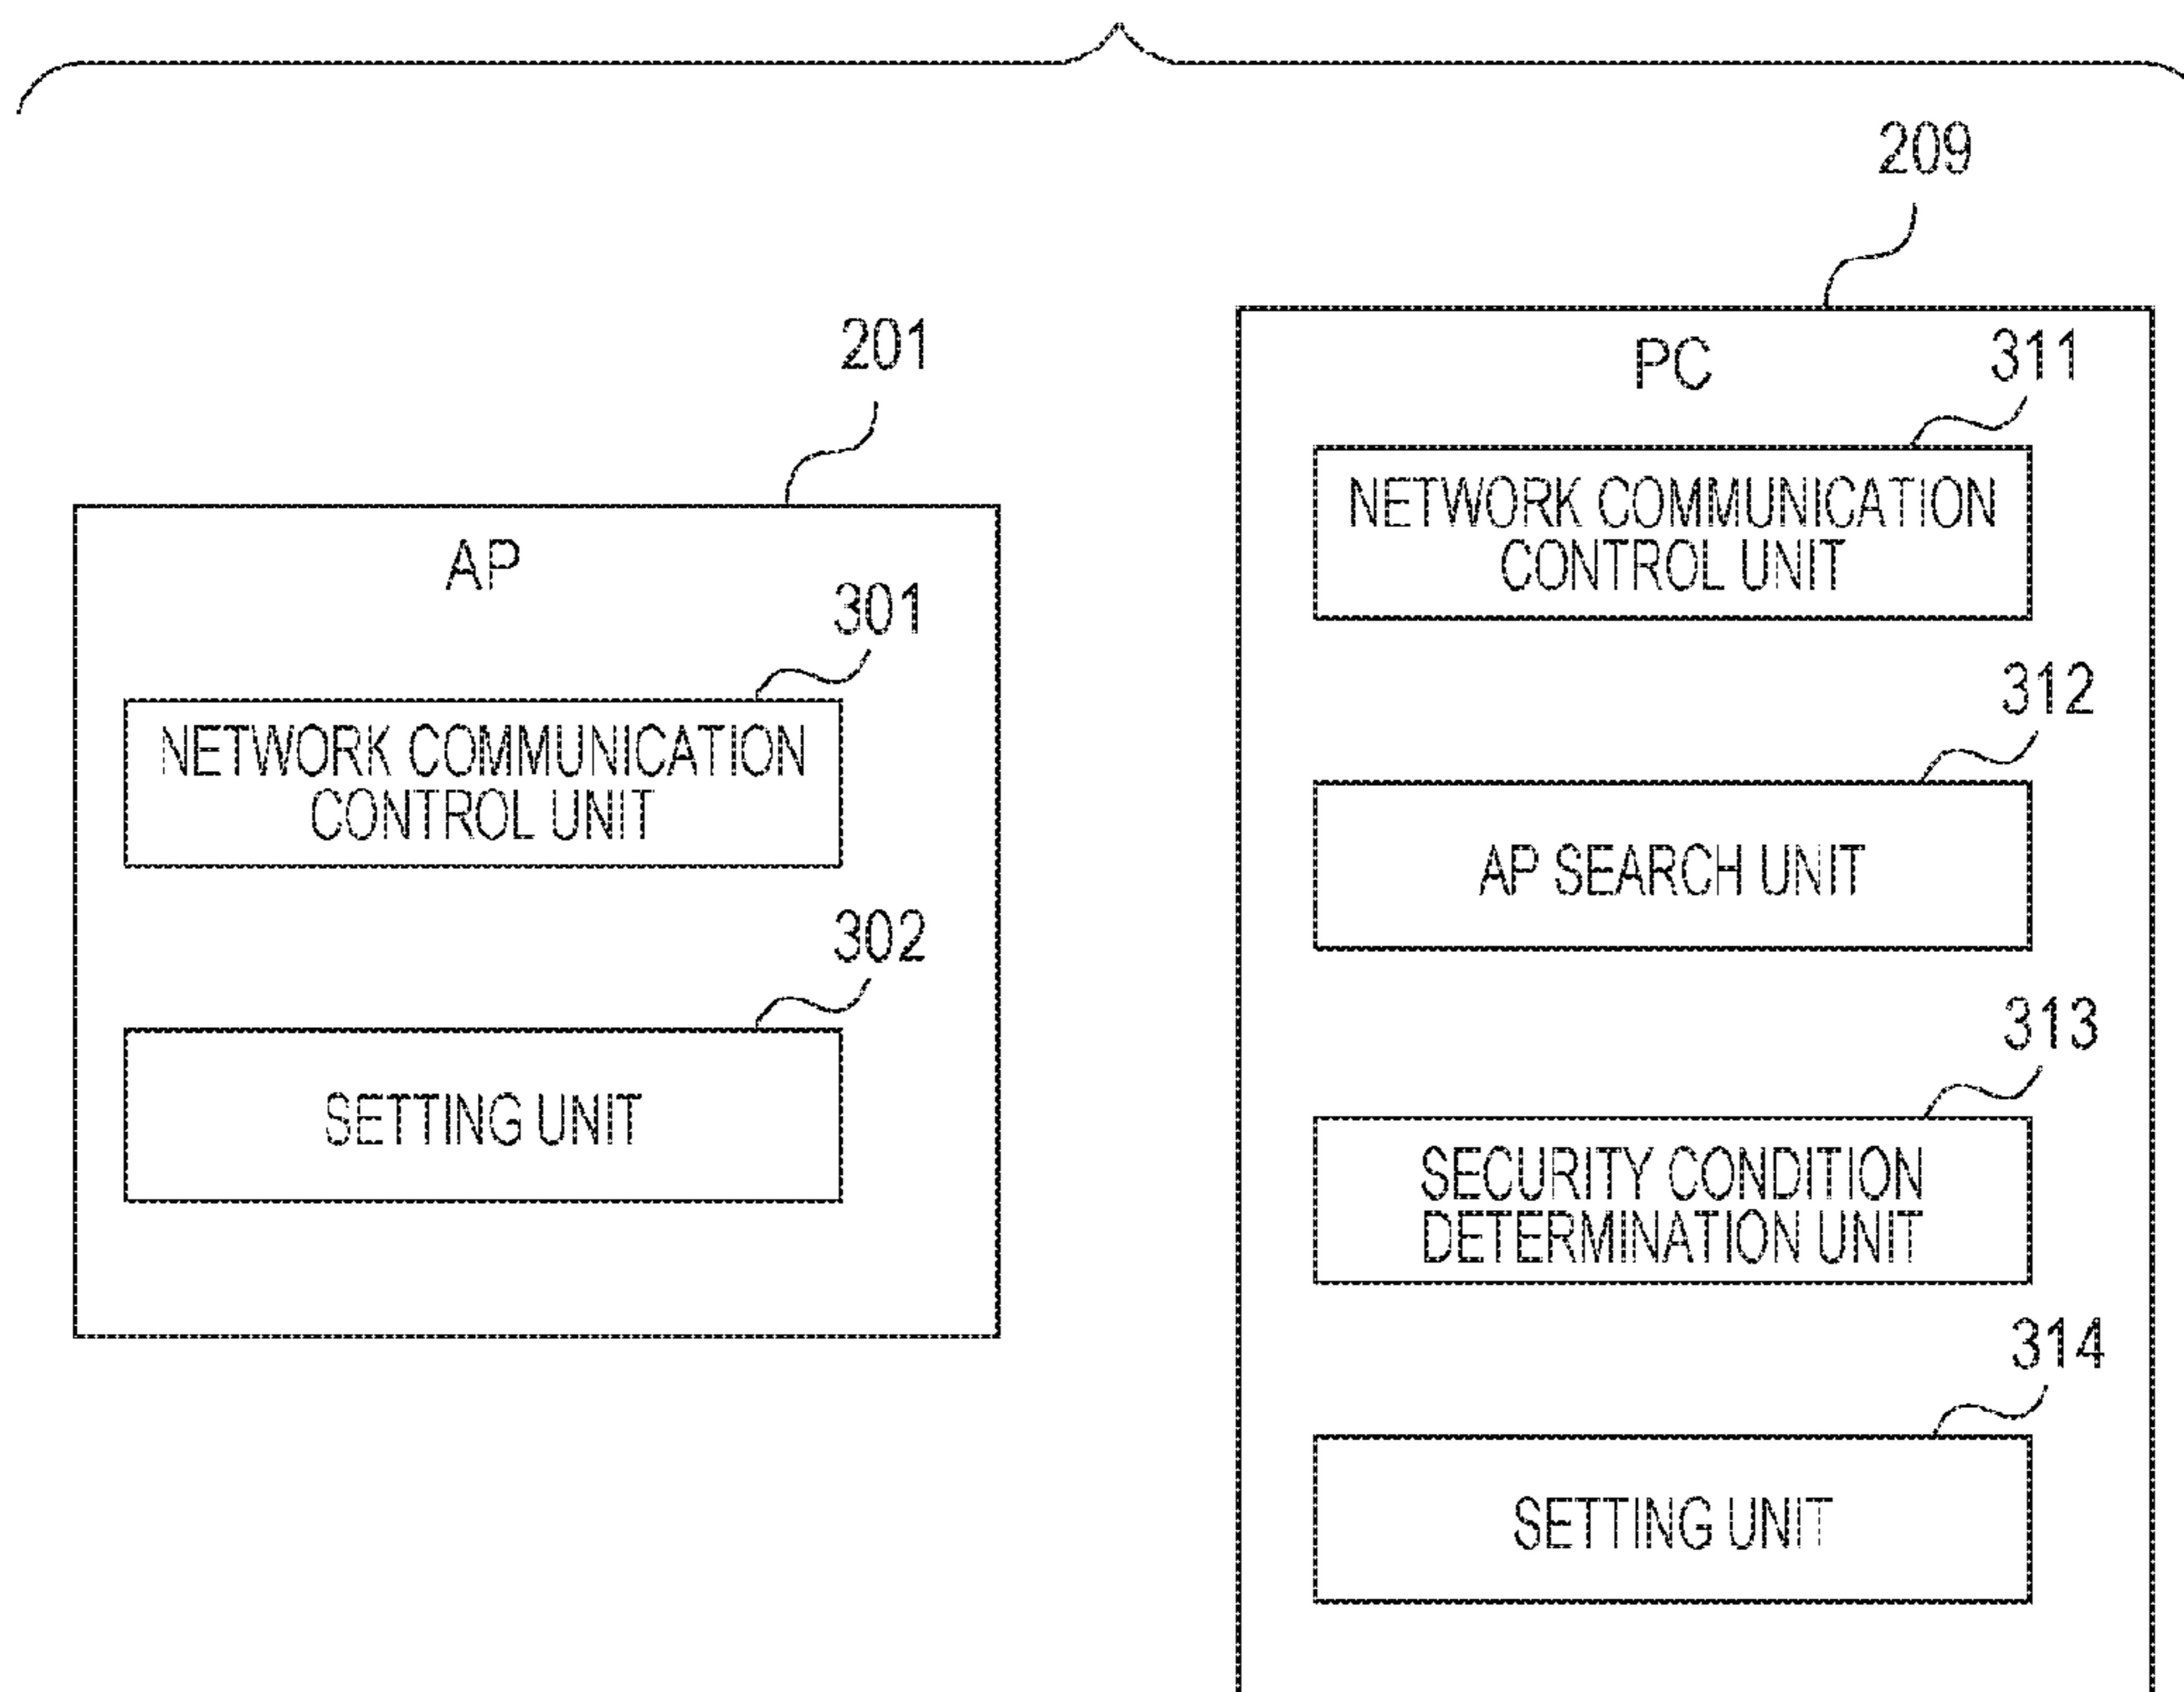 201
AP
301
NETWORK COMMUNICATION
CONTROL UNIT
302
SETTING UNIT
209
PC
311
NETWORK COMMUNICATION
CONTROL UNIT
312
AP SEARCH UNIT
313
SECURITY CONDITION
DETERMINATION UNIT
314
SETTING UNIT